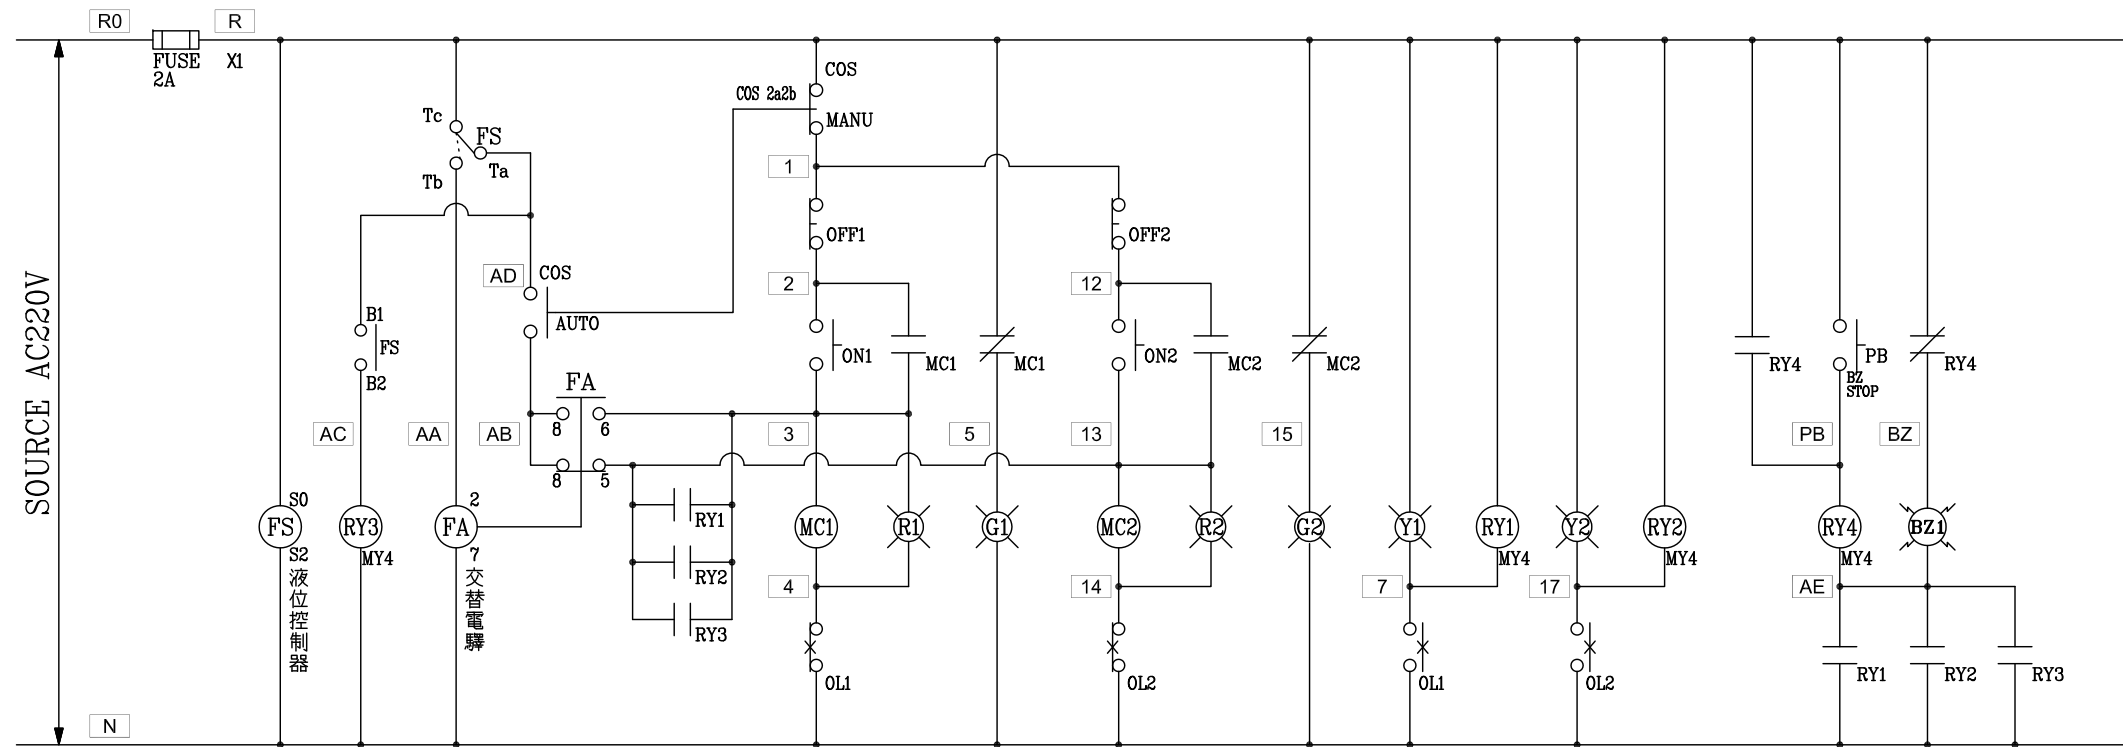 R0
R
FUSE
2A
X1
COS
COS 2a2b
MANU
Tc
FS
Ta
Tb
1
OFF1
OFF2
AD
COS
AUTO
2
12
B1
FS
B2
ON1
MC1
MC1
ON2
MC2
MC2
RY4
PB
BZ
STOP
RY4
SOURCE AC220V
FA
8
6
AC
AA
AB
3
5
13
15
PB
BZ
8
5
S0
2
FS
RY3
FA
RY1
MC1
R1
G1
MC2
R2
G2
Y1
RY1
Y2
RY2
RY4
BZ1
S2
MY4
7
MY4
MY4
MY4
液位控制器
交替電驛
RY2
4
14
7
17
AE
RY3
OL1
OL2
OL1
OL2
RY1
RY2
RY3
N